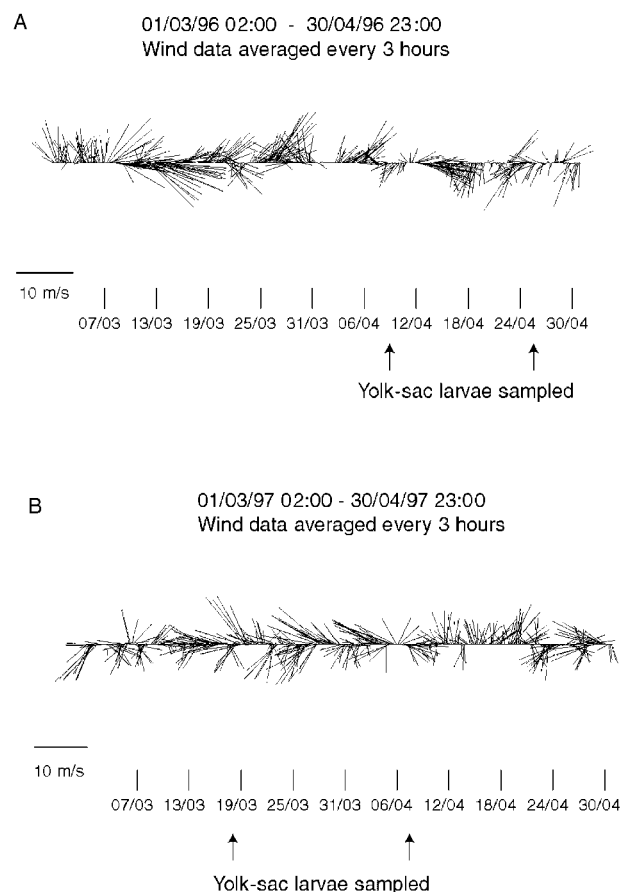 A
01/03/96 02:00 - 30/04/96 23:00
Wind data averaged every 3 hours
10 m/s
07/03 13/03 19/03 25/03 31/03 06/04 12/04 18/04 24/04 30/04
Yolk-sac larvae sampled
B
01/03/97 02:00 - 30/04/97 23:00
Wind data averaged every 3 hours
10 m/s
07/03 13/03 19/03 25/03 31/03 06/04 12/04 18/04 24/04 30/04
Yolk-sac larvae sampled